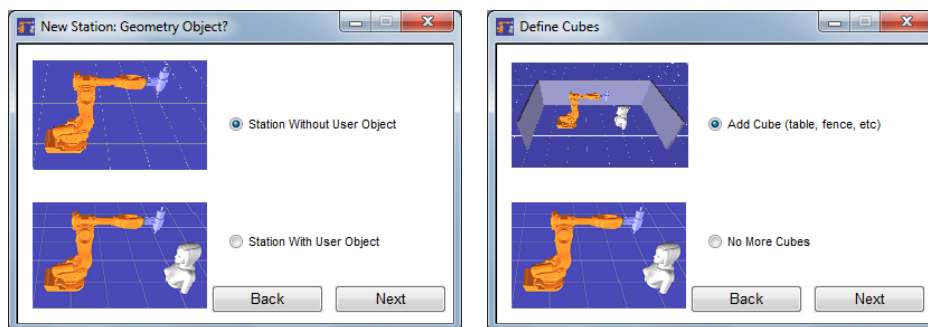 New Station: Geometry Object?
Station Without User Object
Station With User Object
Back Next
Define Cubes
Add Cube (table, fence, etc)
No More Cubes
Back Next